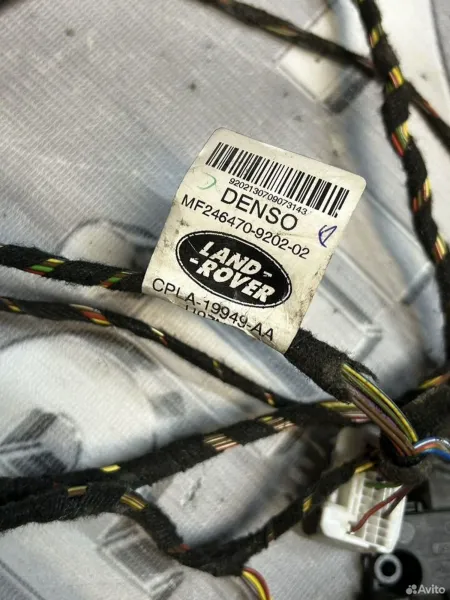 9202130709073143
DENSO
MF246470-9202-02
LAND-
-ROVER
CPLA-19949-AA
Avito